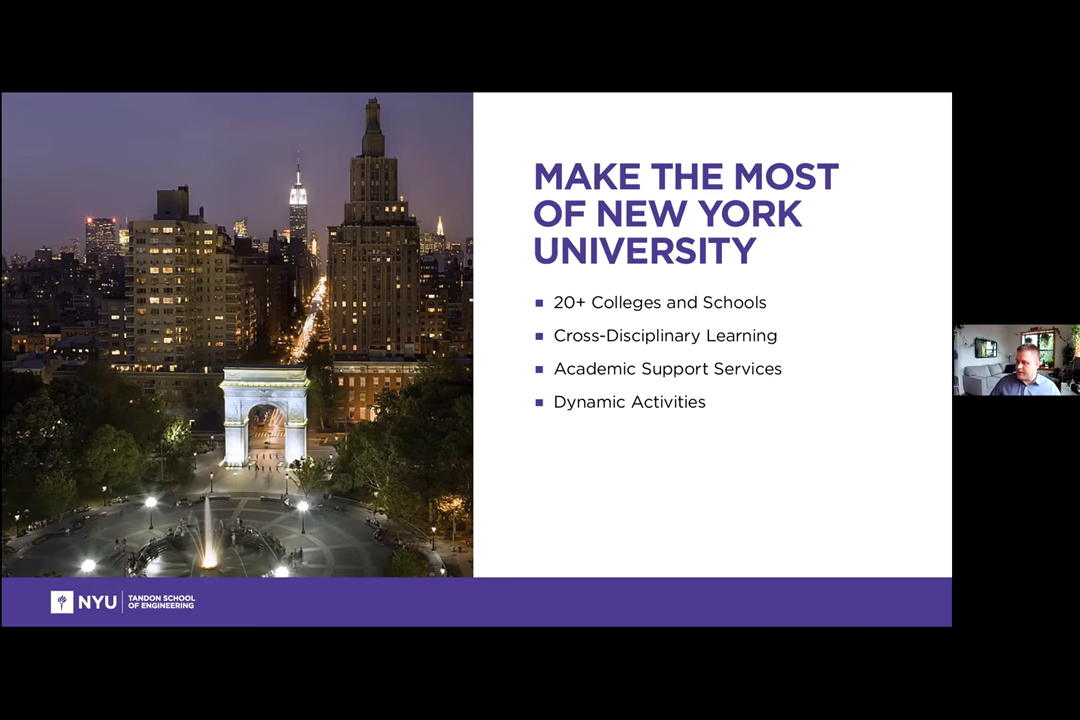 MAKE THE MOST
OF NEW YORK
UNIVERSITY
20+ Colleges and Schools
Cross-Disciplinary Learning
Academic Support Services
Dynamic Activities
NYU
TANDON SCHOOL
OF ENGINEERING